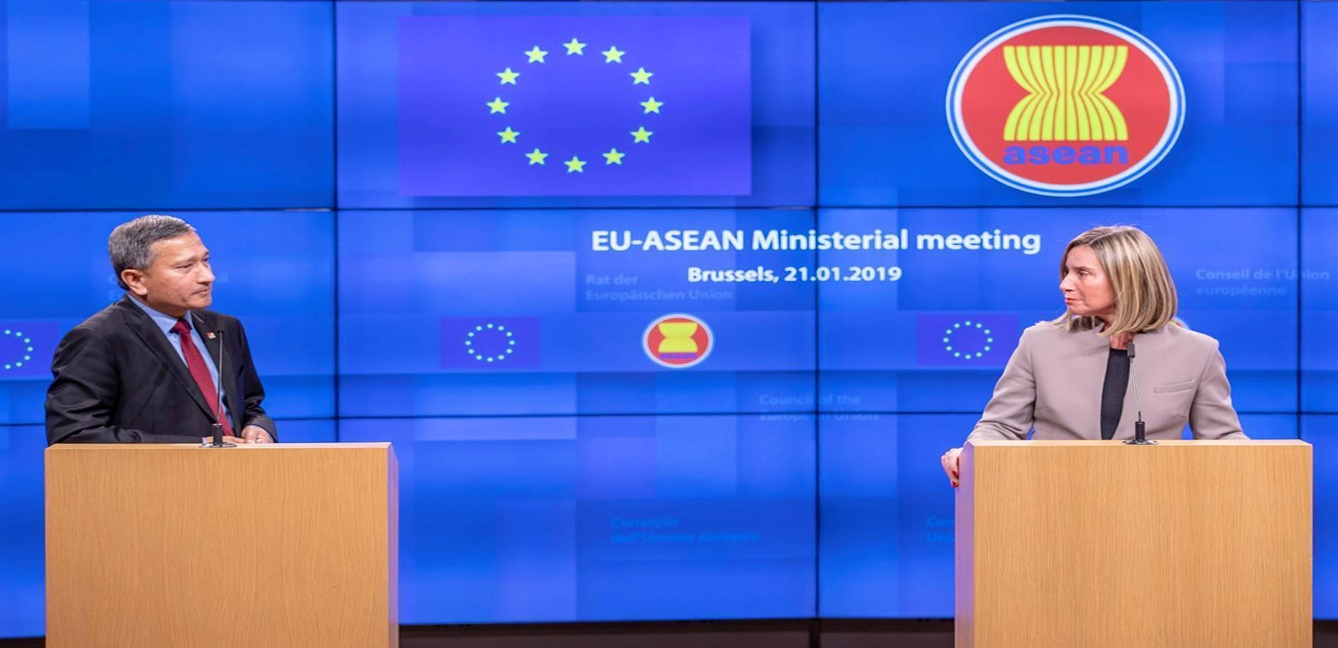 asean
EU-ASEAN Ministerial meeting
Brussels, 21.01.2019
Rat der
Europäischen Union
Conseil de l'Union
européenne
Council of the
European Union
Consiglio
dell'Unione europea